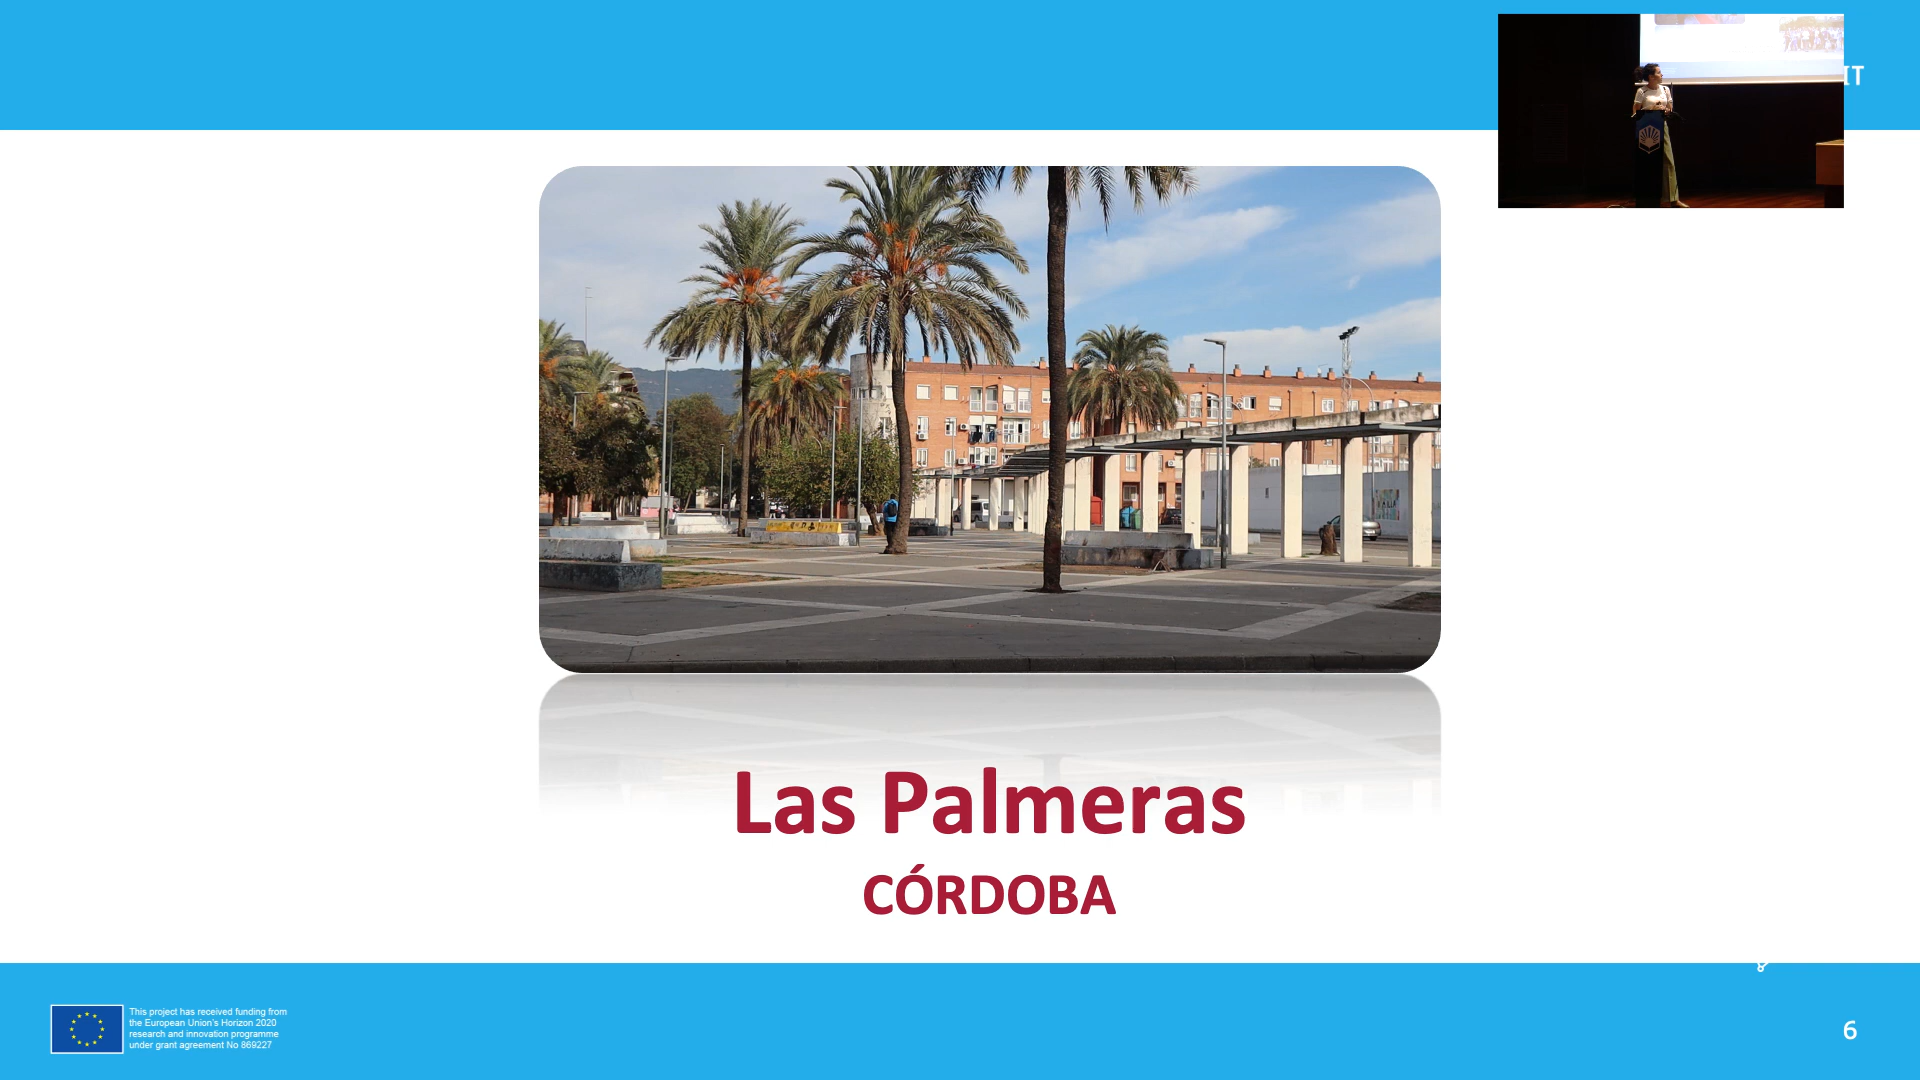 IT
Las Palmeras
CÓRDOBA
This project has received funding from
the European Union's Horizon 2020
research and innovation programme
under grant agreement No 869227
6